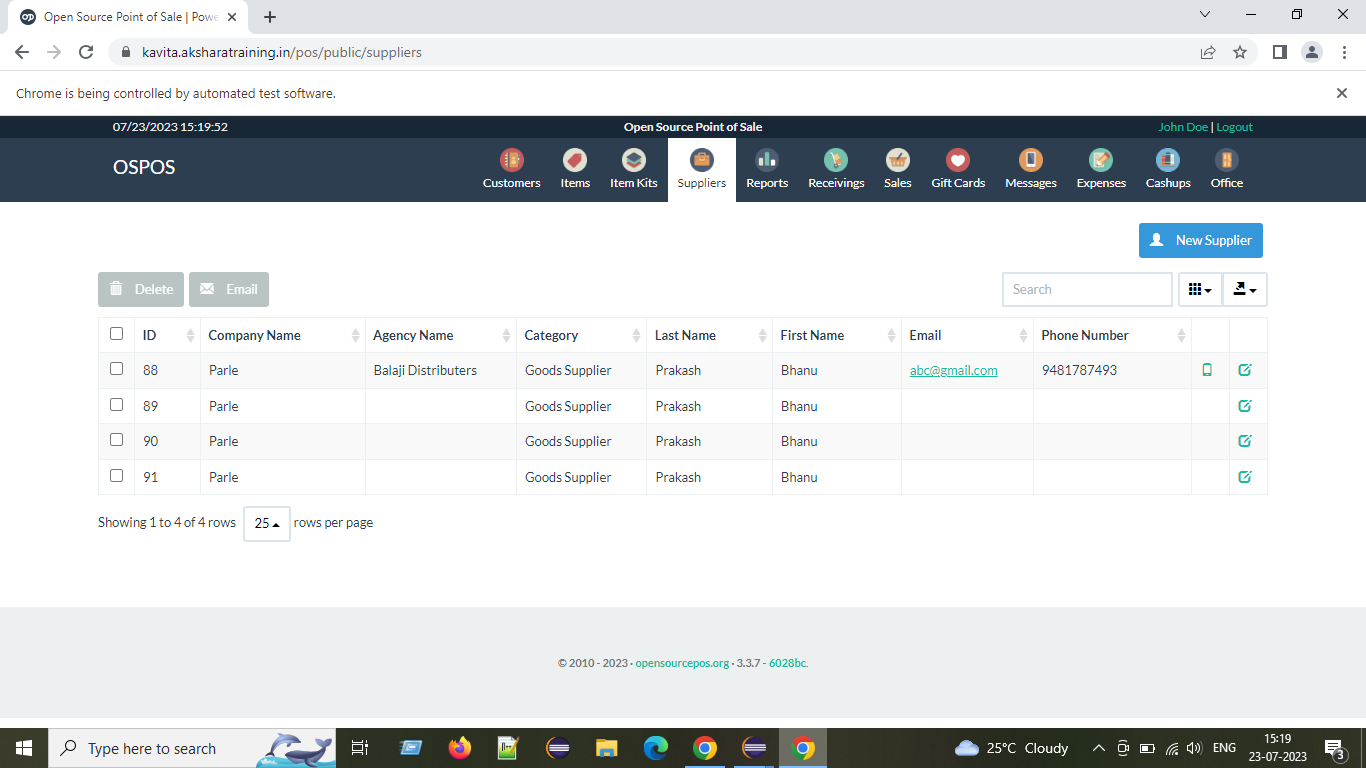 Open Source Point of Sale | Powe
kavita.aksharatraining.in/pos/public/suppliers
Chrome is being controlled by automated test software.
07/23/2023 15:19:52 Open Source Point of Sale John Doe | Logout
OSPOS Customers Items Item Kits Suppliers Reports Receivings Sales Gift Cards Messages Expenses Cashups Office
New Supplier
Delete Email Search
ID Company Name Agency Name Category Last Name First Name Email Phone Number
88 Parle Balaji Distributers Goods Supplier Prakash Bhanu abc@gmail.com 9481787493
89 Parle Goods Supplier Prakash Bhanu
90 Parle Goods Supplier Prakash Bhanu
91 Parle Goods Supplier Prakash Bhanu
Showing 1 to 4 of 4 rows 25 rows per page
© 2010 - 2023 · opensourcepos.org · 3.3.7 - 6028bc.
Type here to search 25°C Cloudy ENG 15:19
23-07-2023 3